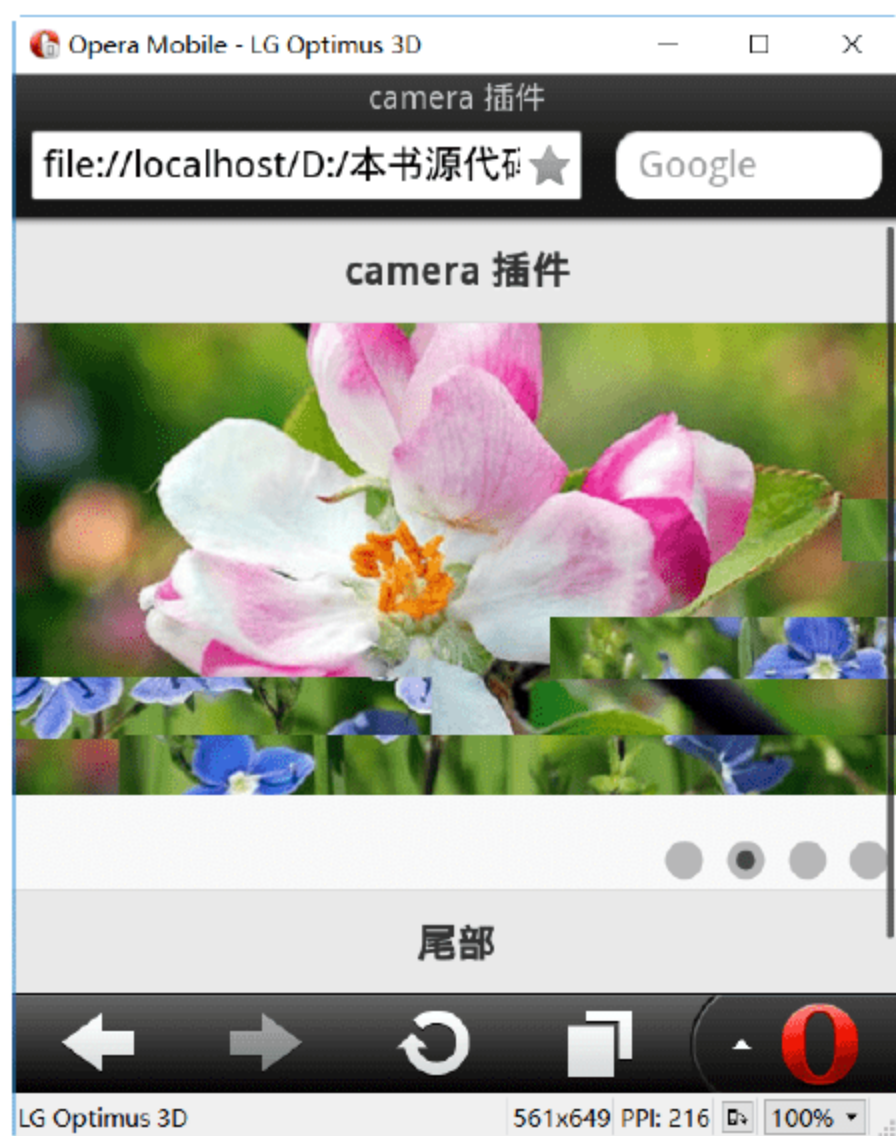 Opera Mobile - LG Optimus 3D
camera 插件
file://localhost/D:/本书源代码 Google
camera 插件
尾部
LG Optimus 3D 561x649 PPI: 216 100%